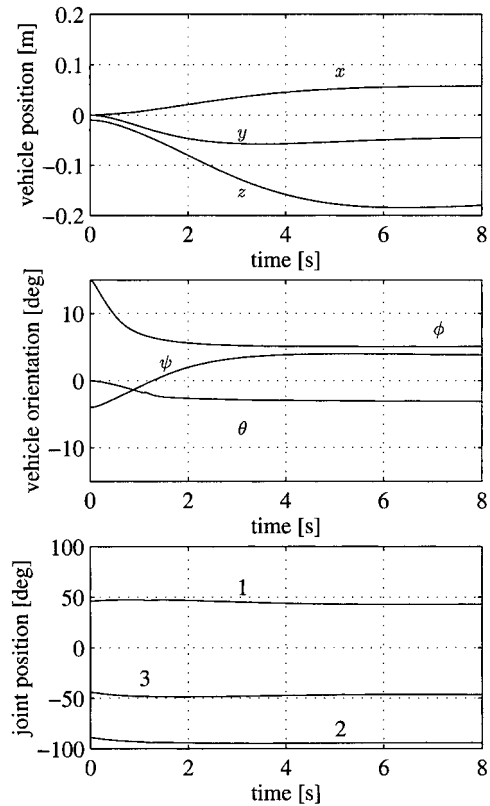 vehicle position [m]
0.2
0.1
0
−0.1
−0.2
x
y
z
0 2 4 6 8
time [s]
vehicle orientation [deg]
10
0
−10
ϕ
ψ
θ
0 2 4 6 8
time [s]
joint position [deg]
100
50
0
−50
−100
1
3
2
0 2 4 6 8
time [s]